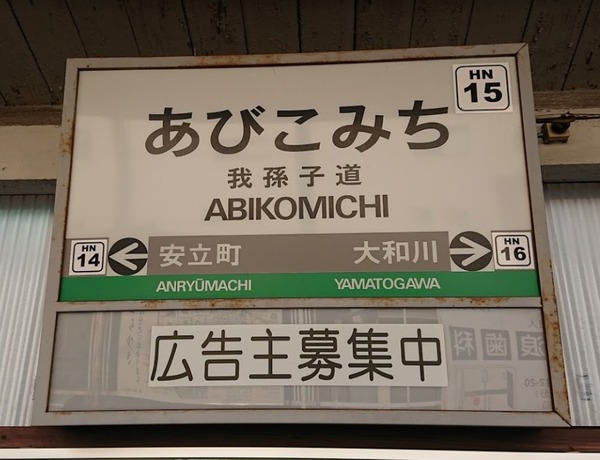 HN
15
あびこみち
我孫子道
ABIKOMICHI
HN
14
安立町
大和川
HN
16
ANRYŪMACHI
YAMATOGAWA
広告主募集中